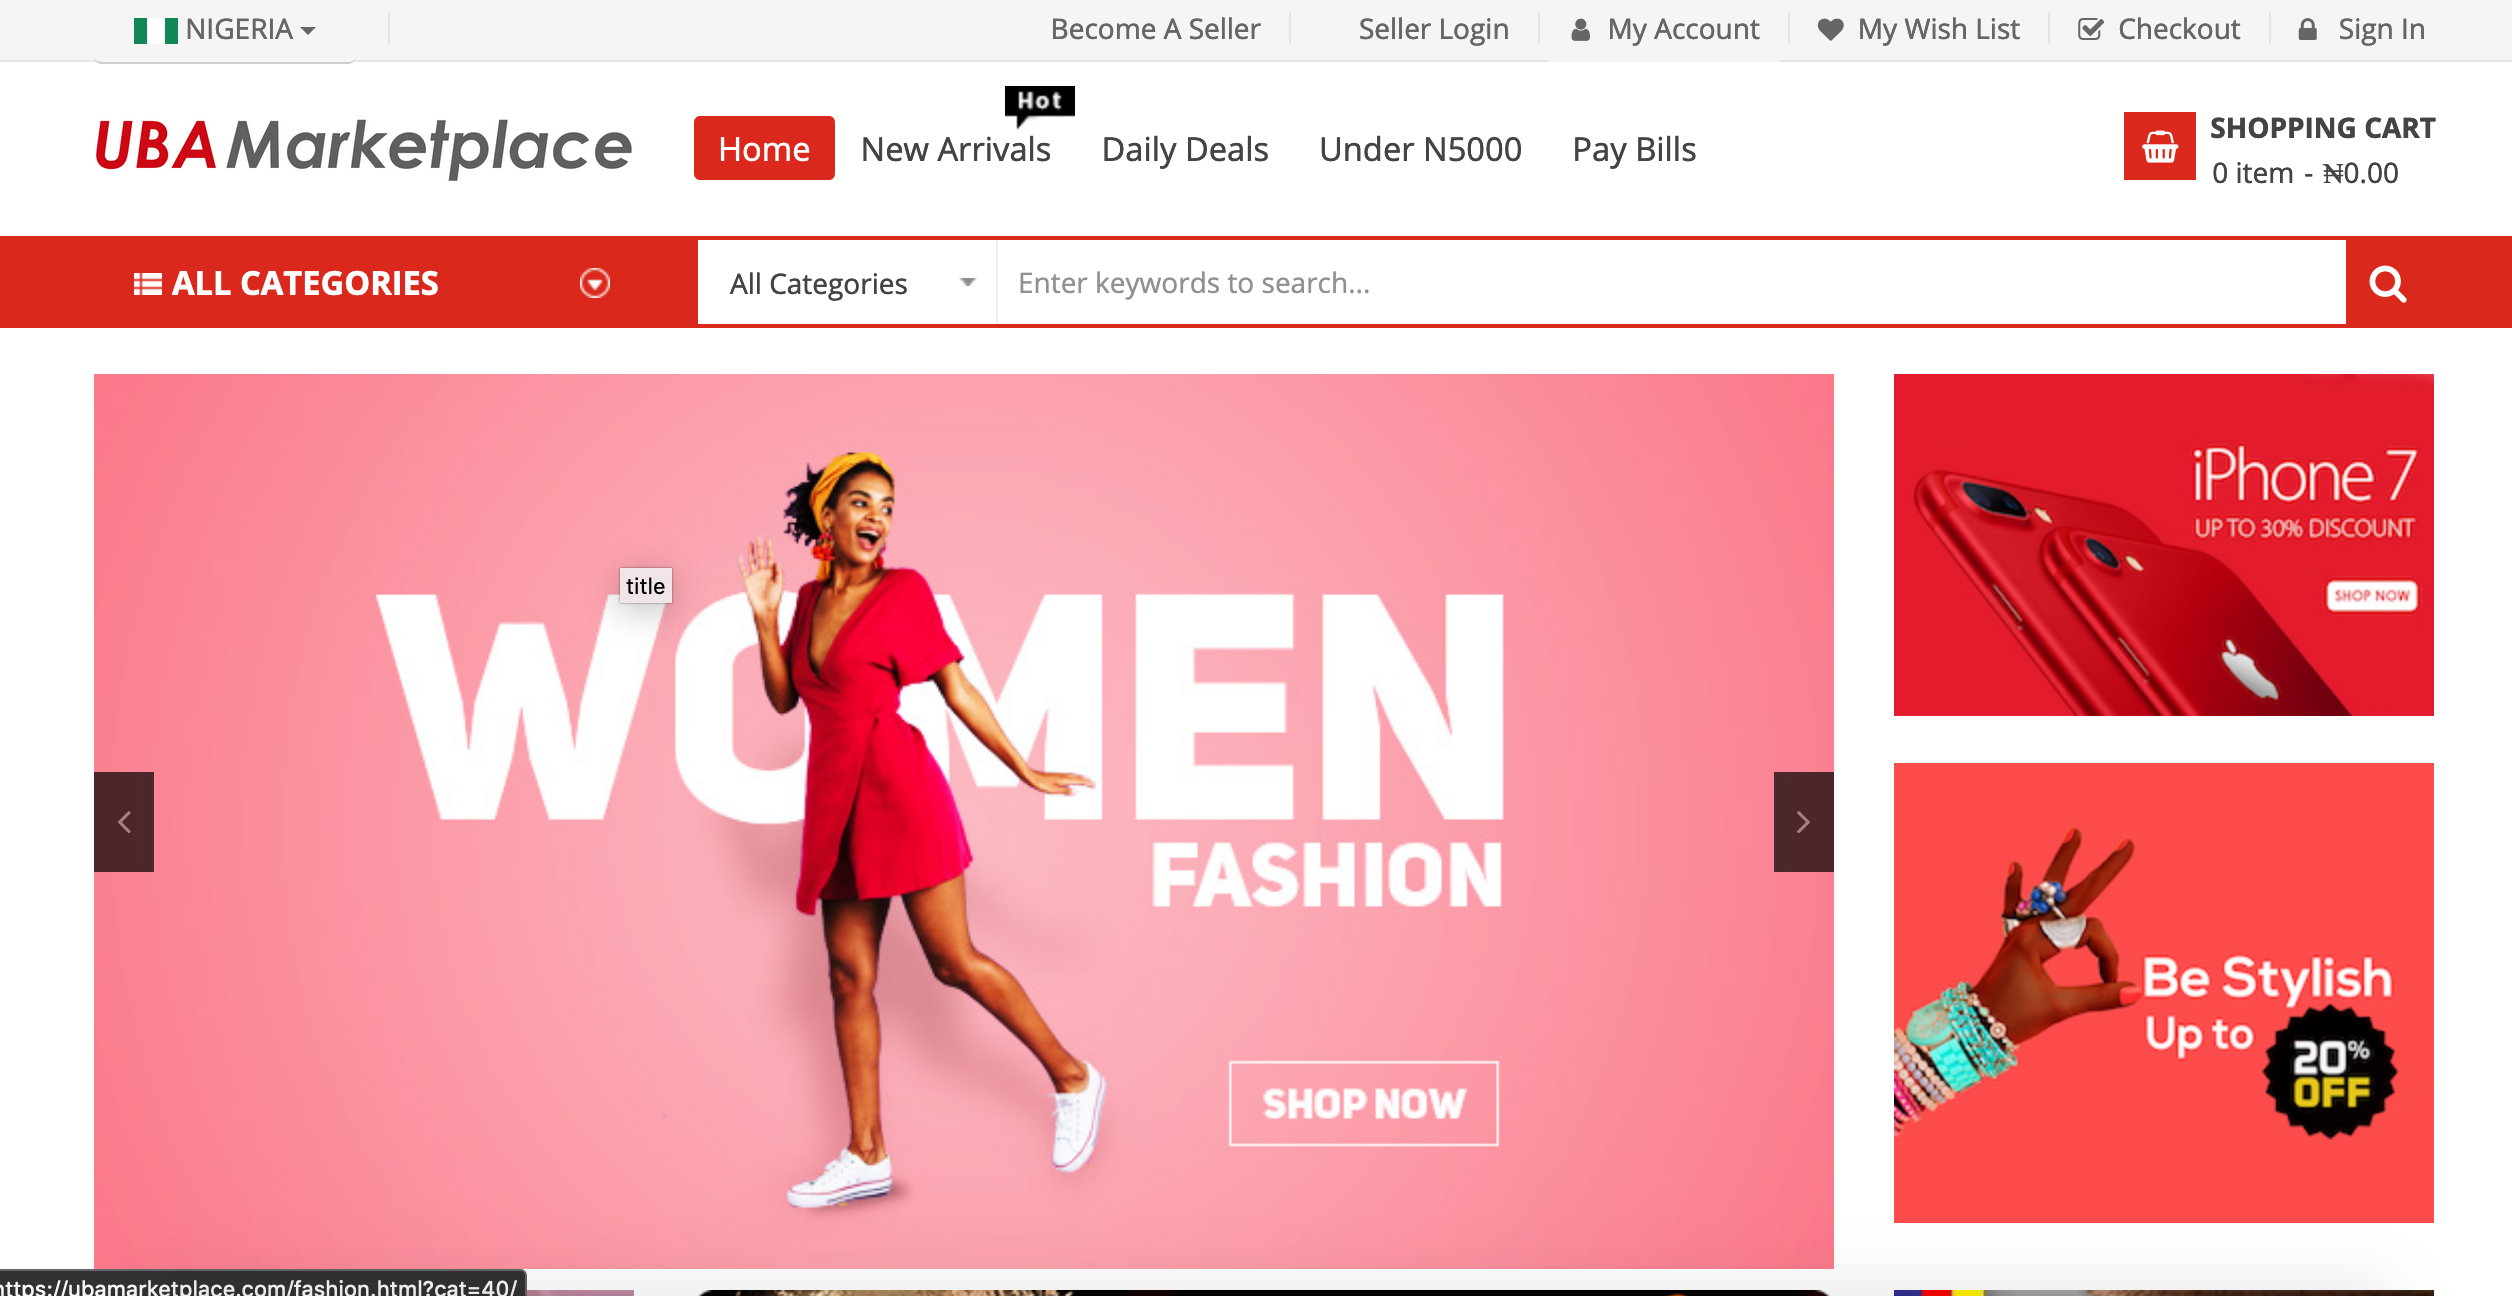 NIGERIA
Become A Seller
Seller Login
My Account
My Wish List
Checkout
Sign In
UBA Marketplace
Home
Hot
New Arrivals
Daily Deals
Under N5000
Pay Bills
SHOPPING CART
0 item - ₦0.00
ALL CATEGORIES
All Categories
Enter keywords to search...
title
WOMEN
FASHION
SHOP NOW
iPhone 7
UP TO 30% DISCOUNT
SHOP NOW
Be Stylish
Up to
20%
OFF
https://ubamarketplace.com/fashion.html?cat=40/